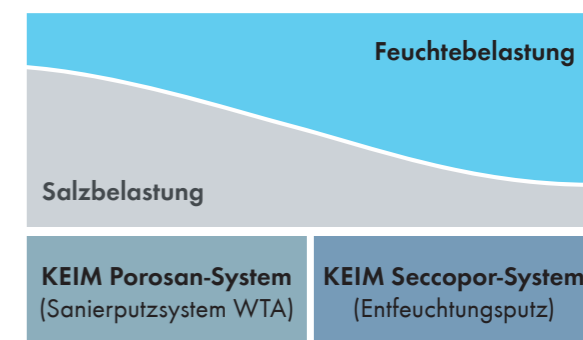 Feuchtebelastung
Salzbelastung
KEIM Porosan-System
(Sanierputzsystem WTA)
KEIM Seccopor-System
(Entfeuchtungsputz)